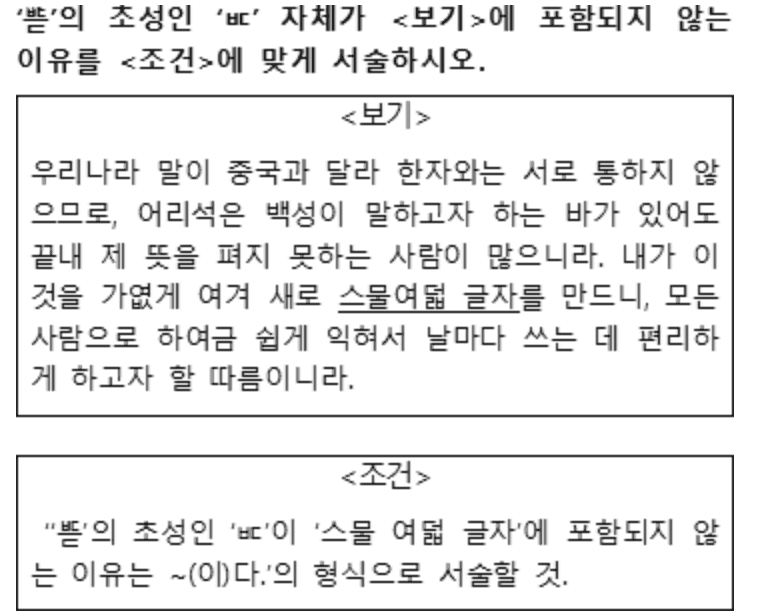 ‘ᄠᅳᆮ’의 초성인 ‘ㅳ’ 자체가 <보기>에 포함되지 않는
이유를 <조건>에 맞게 서술하시오.
<보기>
우리나라 말이 중국과 달라 한자와는 서로 통하지 않
으므로, 어리석은 백성이 말하고자 하는 바가 있어도
끝내 제 뜻을 펴지 못하는 사람이 많으니라. 내가 이
것을 가엾게 여겨 새로 스물여덟 글자를 만드니, 모든
사람으로 하여금 쉽게 익혀서 날마다 쓰는 데 편리하
게 하고자 할 따름이니라.
<조건>
“ᄠᅳᆮ’의 초성인 ‘ㅳ’이 ‘스물 여덟 글자’에 포함되지 않
는 이유는 ~(이)다.’의 형식으로 서술할 것.